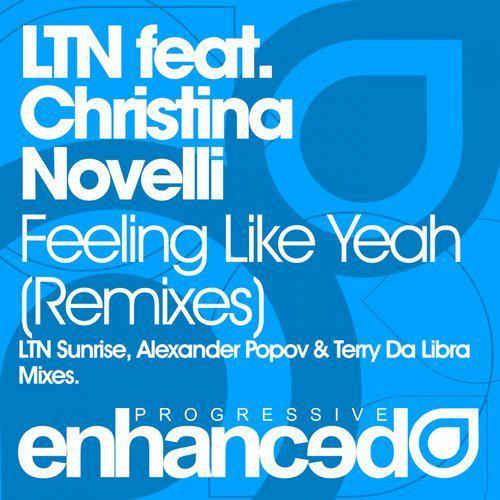 LTN feat.
Christina
Novelli
Feeling Like Yeah
(Remixes)
LTN Sunrise, Alexander Popov & Terry Da Libra
Mixes.
PROGRESSIVE
enhanced